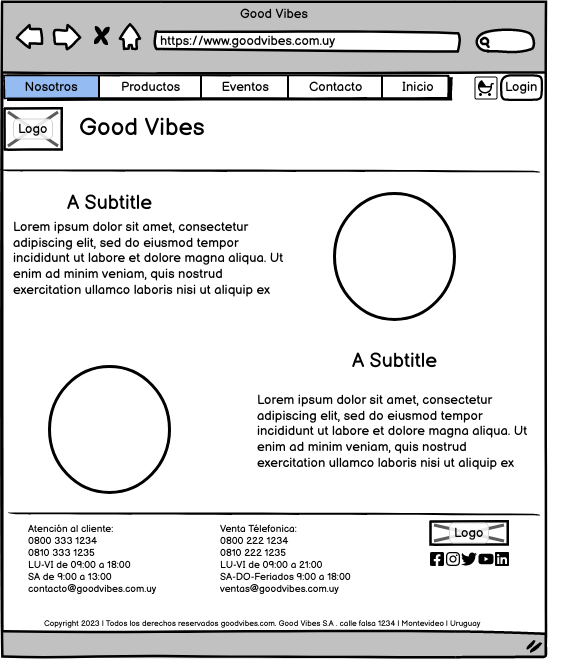 Good Vibes
https://www.goodvibes.com.uy
Nosotros Productos Eventos Contacto Inicio Login
Logo Good Vibes
A Subtitle
Lorem ipsum dolor sit amet, consectetur
adipiscing elit, sed do eiusmod tempor
incididunt ut labore et dolore magna aliqua. Ut
enim ad minim veniam, quis nostrud
exercitation ullamco laboris nisi ut aliquip ex
A Subtitle
Lorem ipsum dolor sit amet, consectetur
adipiscing elit, sed do eiusmod tempor
incididunt ut labore et dolore magna aliqua. Ut
enim ad minim veniam, quis nostrud
exercitation ullamco laboris nisi ut aliquip ex
Atención al cliente:
0800 333 1234
0810 333 1235
LU-VI de 09:00 a 18:00
SA de 9:00 a 13:00
contacto@goodvibes.com.uy
Venta Télefonica:
0800 222 1234
0810 222 1235
LU-VI de 09:00 a 21:00
SA-DO-Feriados 9:00 a 18:00
ventas@goodvibes.com.uy
Logo
Copyright 2023 | Todos los derechos reservados goodvibes.com. Good Vibes S.A . calle falsa 1234 | Montevideo | Uruguay